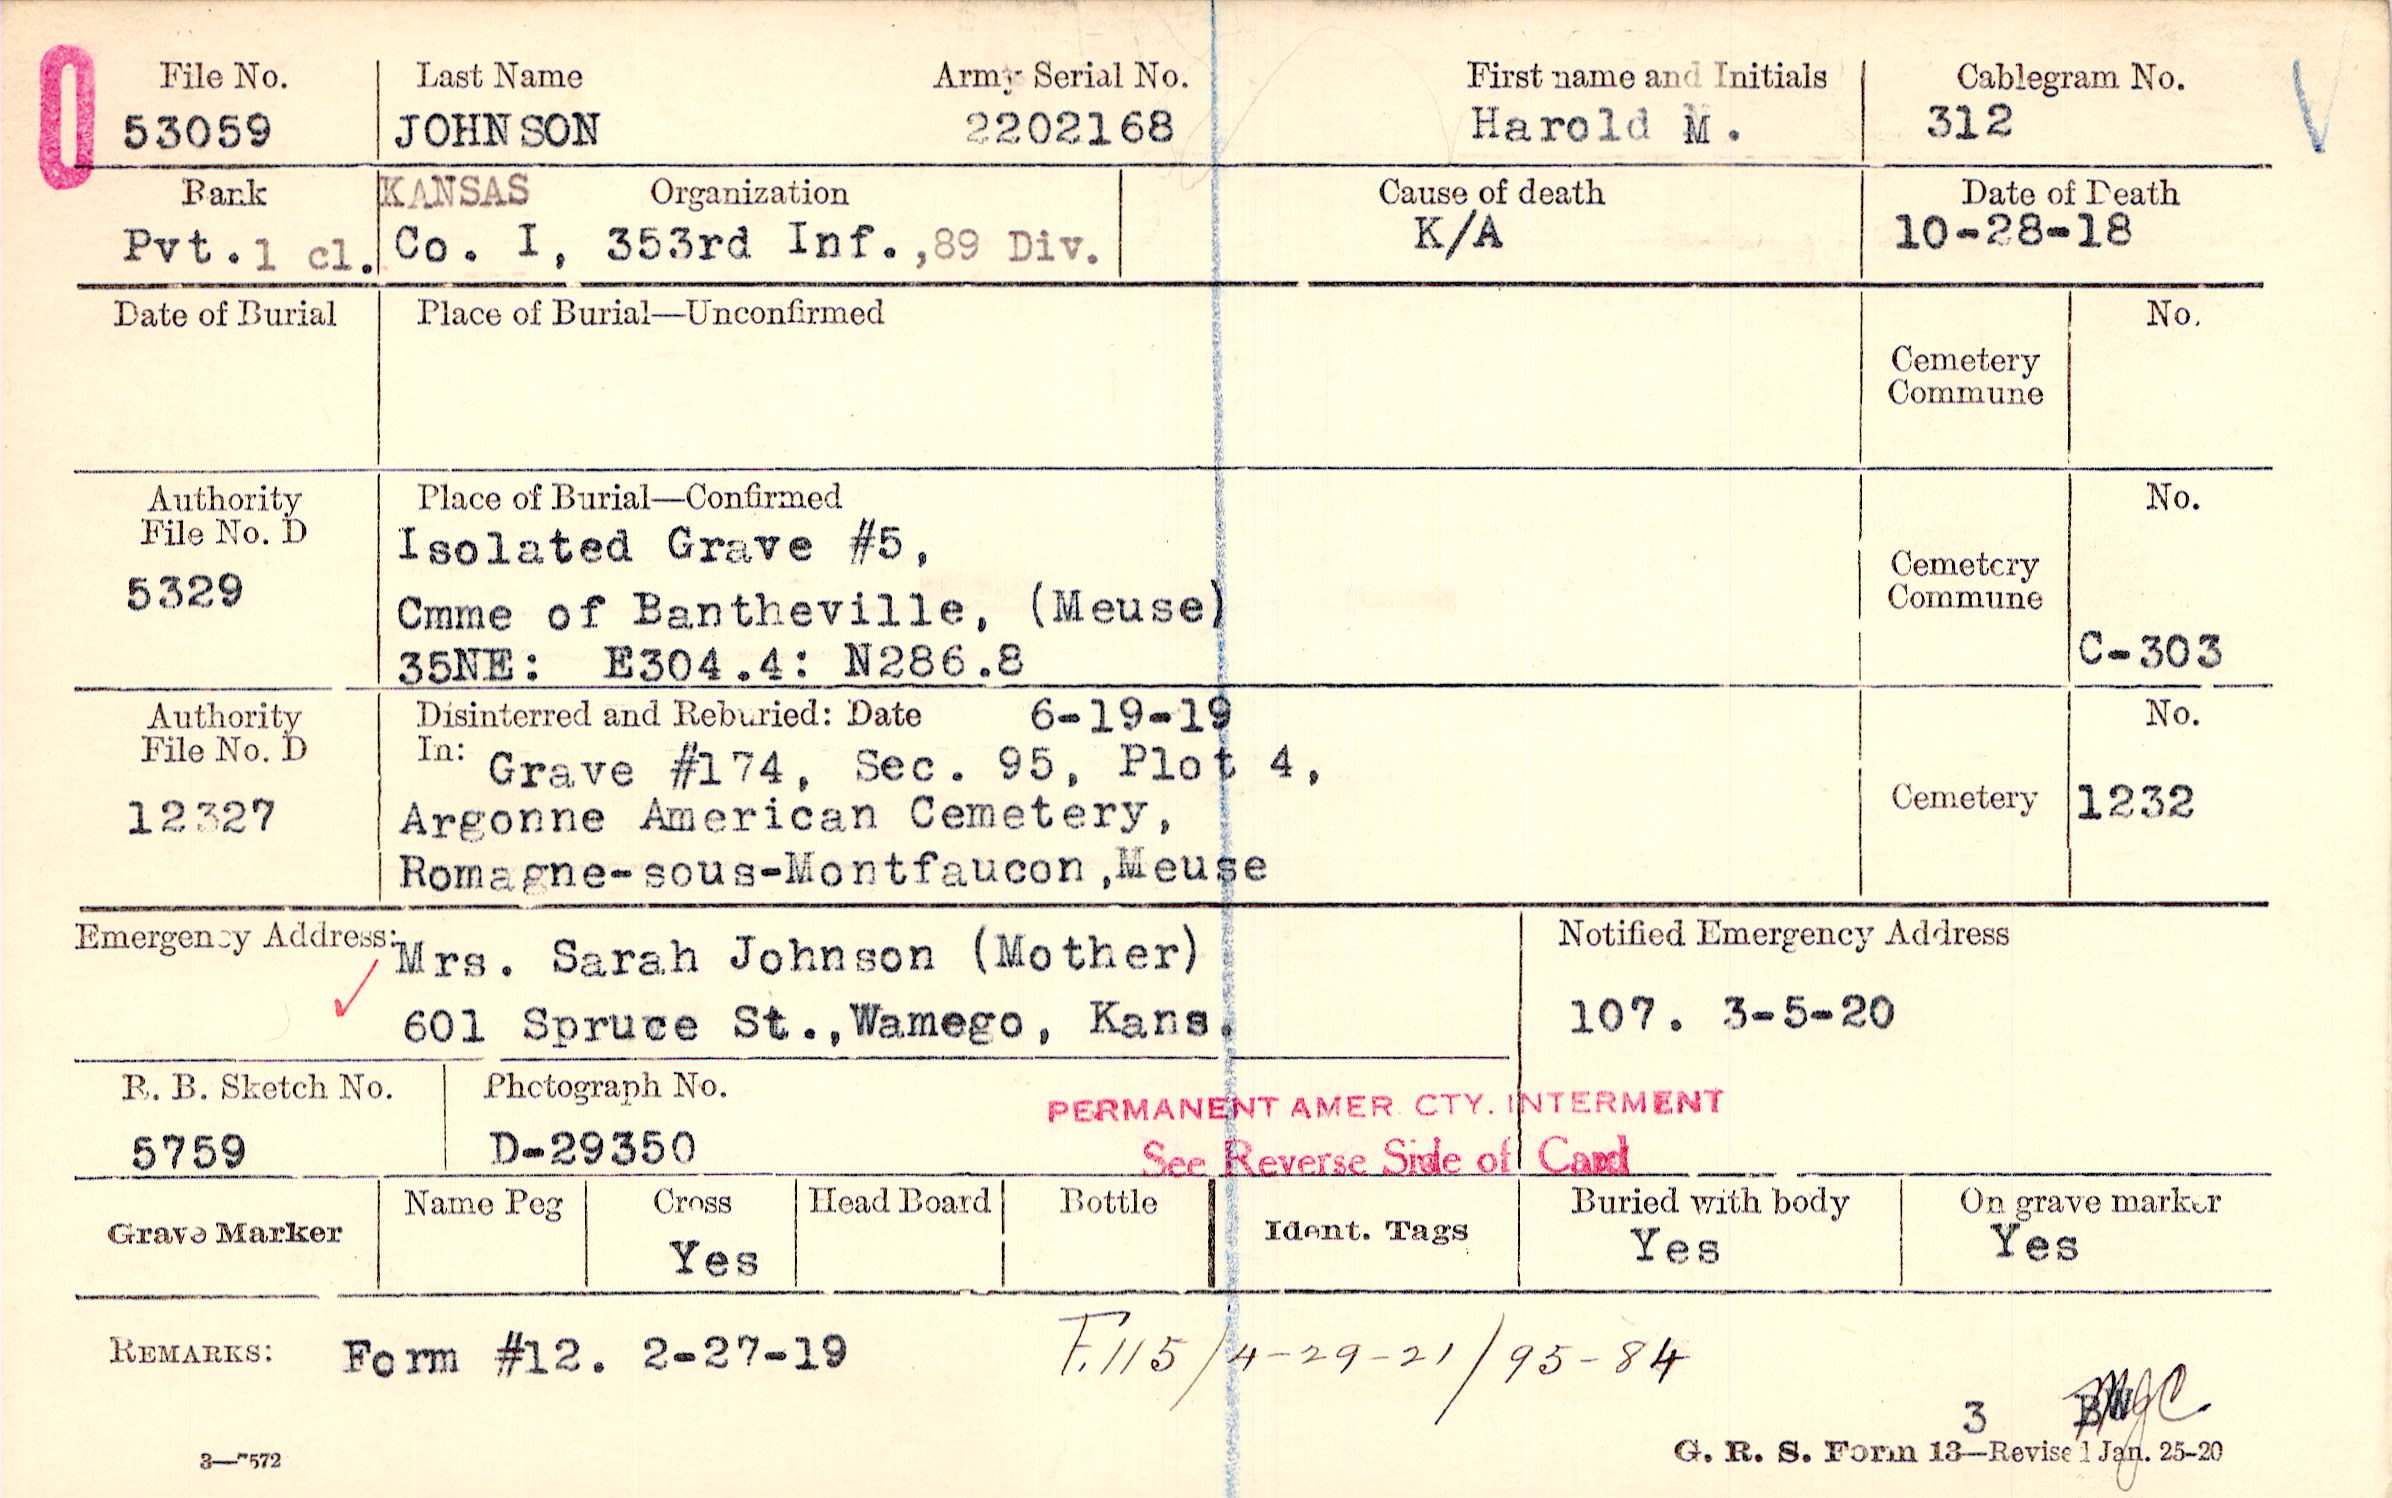 File No. Last Name Army Serial No. First name and Initials Cablegram No.
53059 JOHNSON 2202168 Harold M. 312
Rank KANSAS Organization Cause of death Date of Death
Pvt. 1 cl. Co. I, 353rd Inf.,89 Div. K/A 10-28-18
Date of Burial Place of Burial—Unconfirmed No.
Cemetery
Commune
Authority Place of Burial—Confirmed No.
File No. D Isolated Grave #5,
5329 Cmme of Bantheville, (Meuse) Cemetery
Commune
35NE: E304.4: N286.8 C-303
Authority Disinterred and Reburied: Date 6-19-19 No.
File No. D In: Grave #174, Sec. 95, Plot 4,
12327 Argonne American Cemetery, Cemetery 1232
Romagne-sous-Montfaucon,Meuse
Emergency Address: Mrs. Sarah Johnson (Mother) Notified Emergency Address
601 Spruce St.,Wamego, Kans. 107. 3-5-20
R. B. Sketch No. Photograph No. PERMANENT AMER. CTY. INTERMENT
5759 D-29350 See Reverse Side of Card
Grave Marker Name Peg Cross Head Board Bottle Ident. Tags Buried with body On grave marker
Yes Yes Yes
REMARKS: Form #12. 2-27-19 F.115/4-29-21/95-84
3
3—7572 G. R. S. Form 13—Revised Jan. 25-20